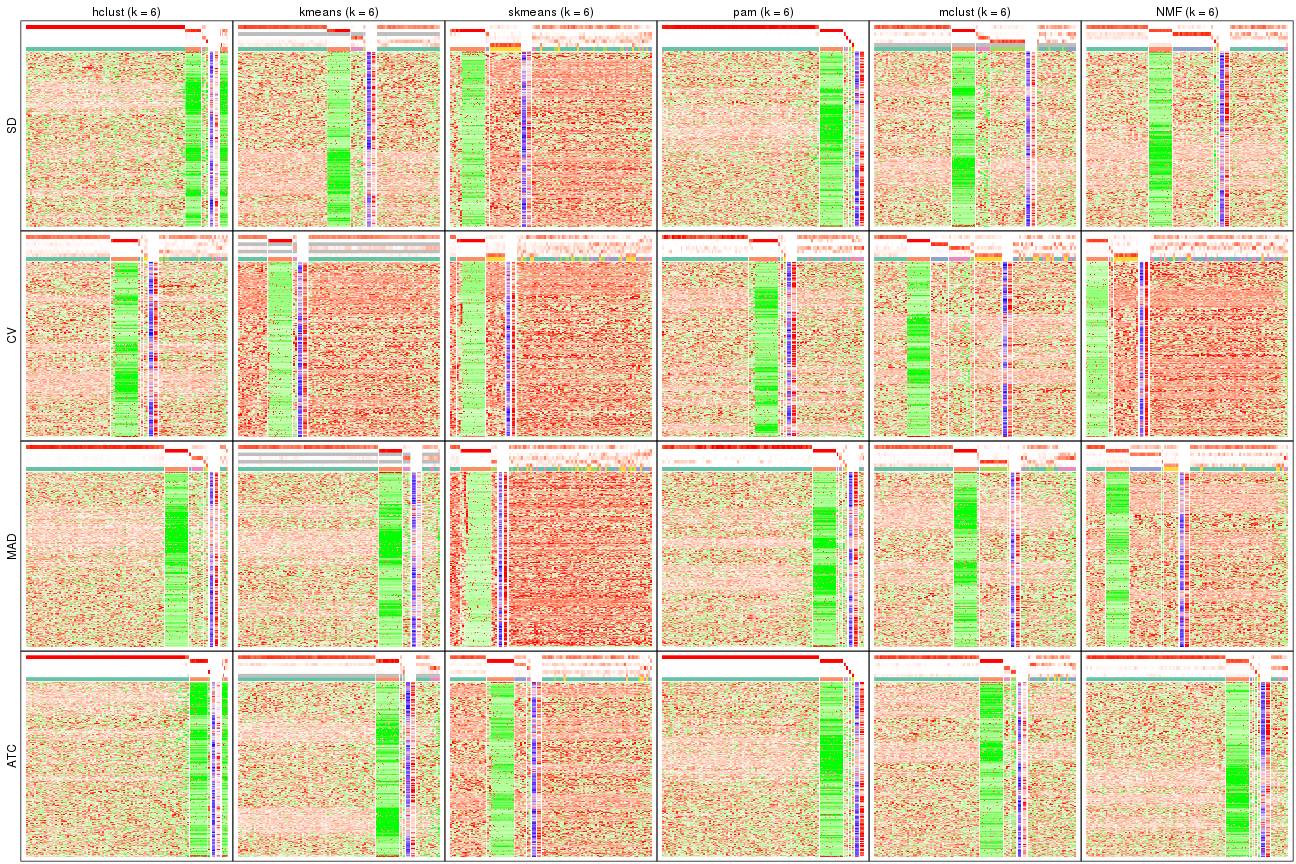 hclust (k = 6) kmeans (k = 6) skmeans (k = 6) pam (k = 6) mclust (k = 6) NMF (k = 6)
SD
CV
MAD
ATC